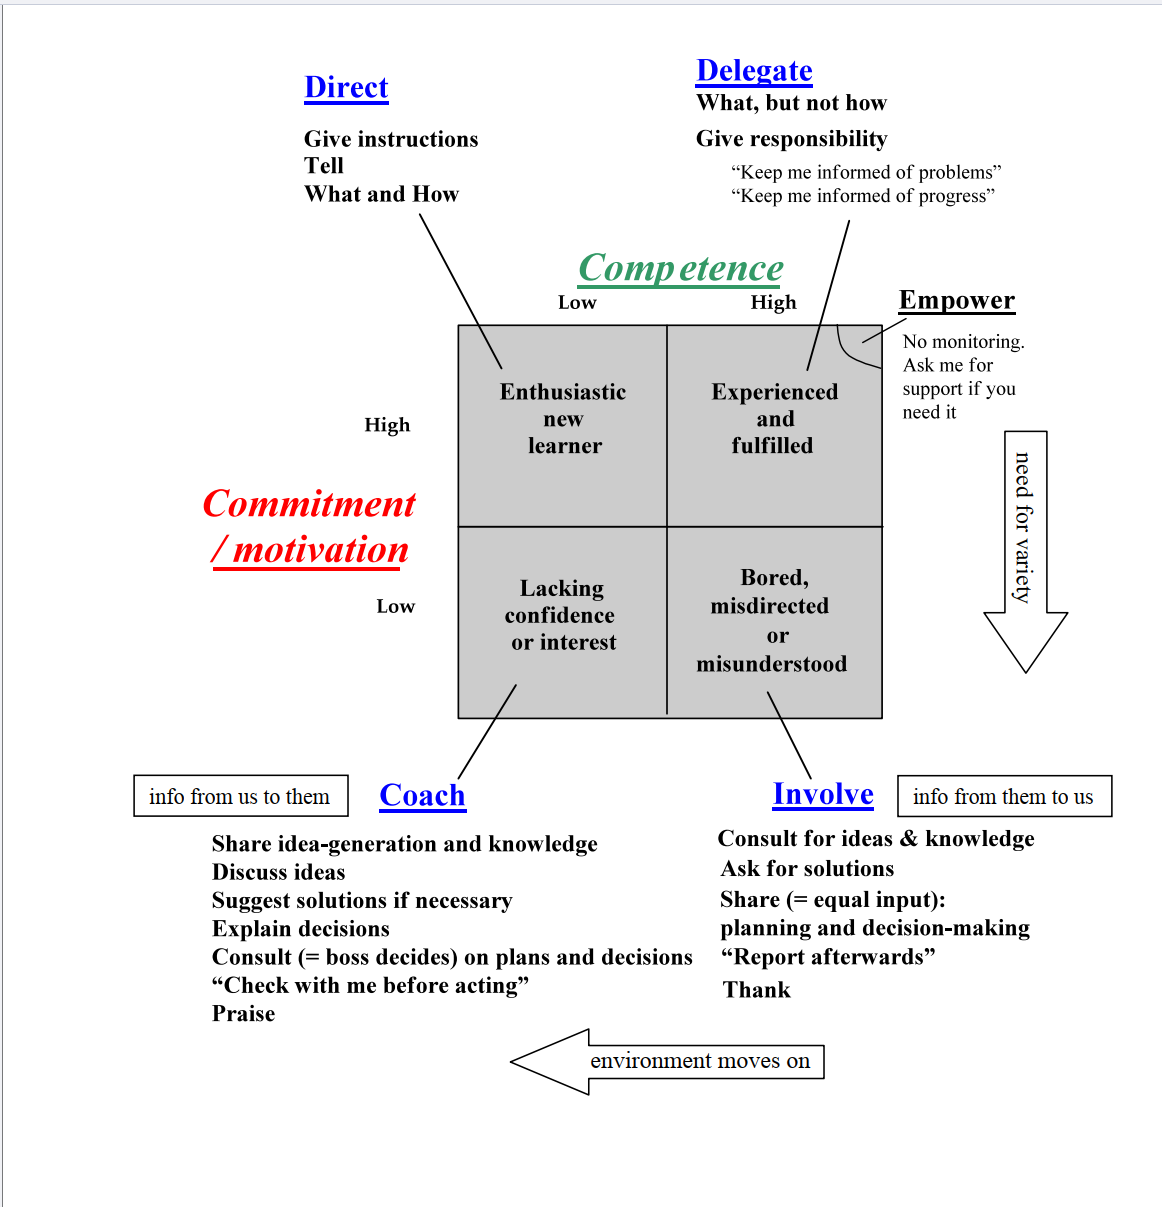 Direct
Give instructions
Tell
What and How
Delegate
What, but not how
Give responsibility
“Keep me informed of problems”
“Keep me informed of progress”
Competence
Low
High
Empower
No monitoring.
Ask me for
support if you
need it
need for variety
High
Commitment
/ motivation
Low
Enthusiastic
new
learner
Experienced
and
fulfilled
Lacking
confidence
or interest
Bored,
misdirected
or
misunderstood
info from us to them
Coach
Share idea-generation and knowledge
Discuss ideas
Suggest solutions if necessary
Explain decisions
Consult (= boss decides) on plans and decisions
“Check with me before acting”
Praise
Involve
info from them to us
Consult for ideas & knowledge
Ask for solutions
Share (= equal input):
planning and decision-making
“Report afterwards”
Thank
environment moves on